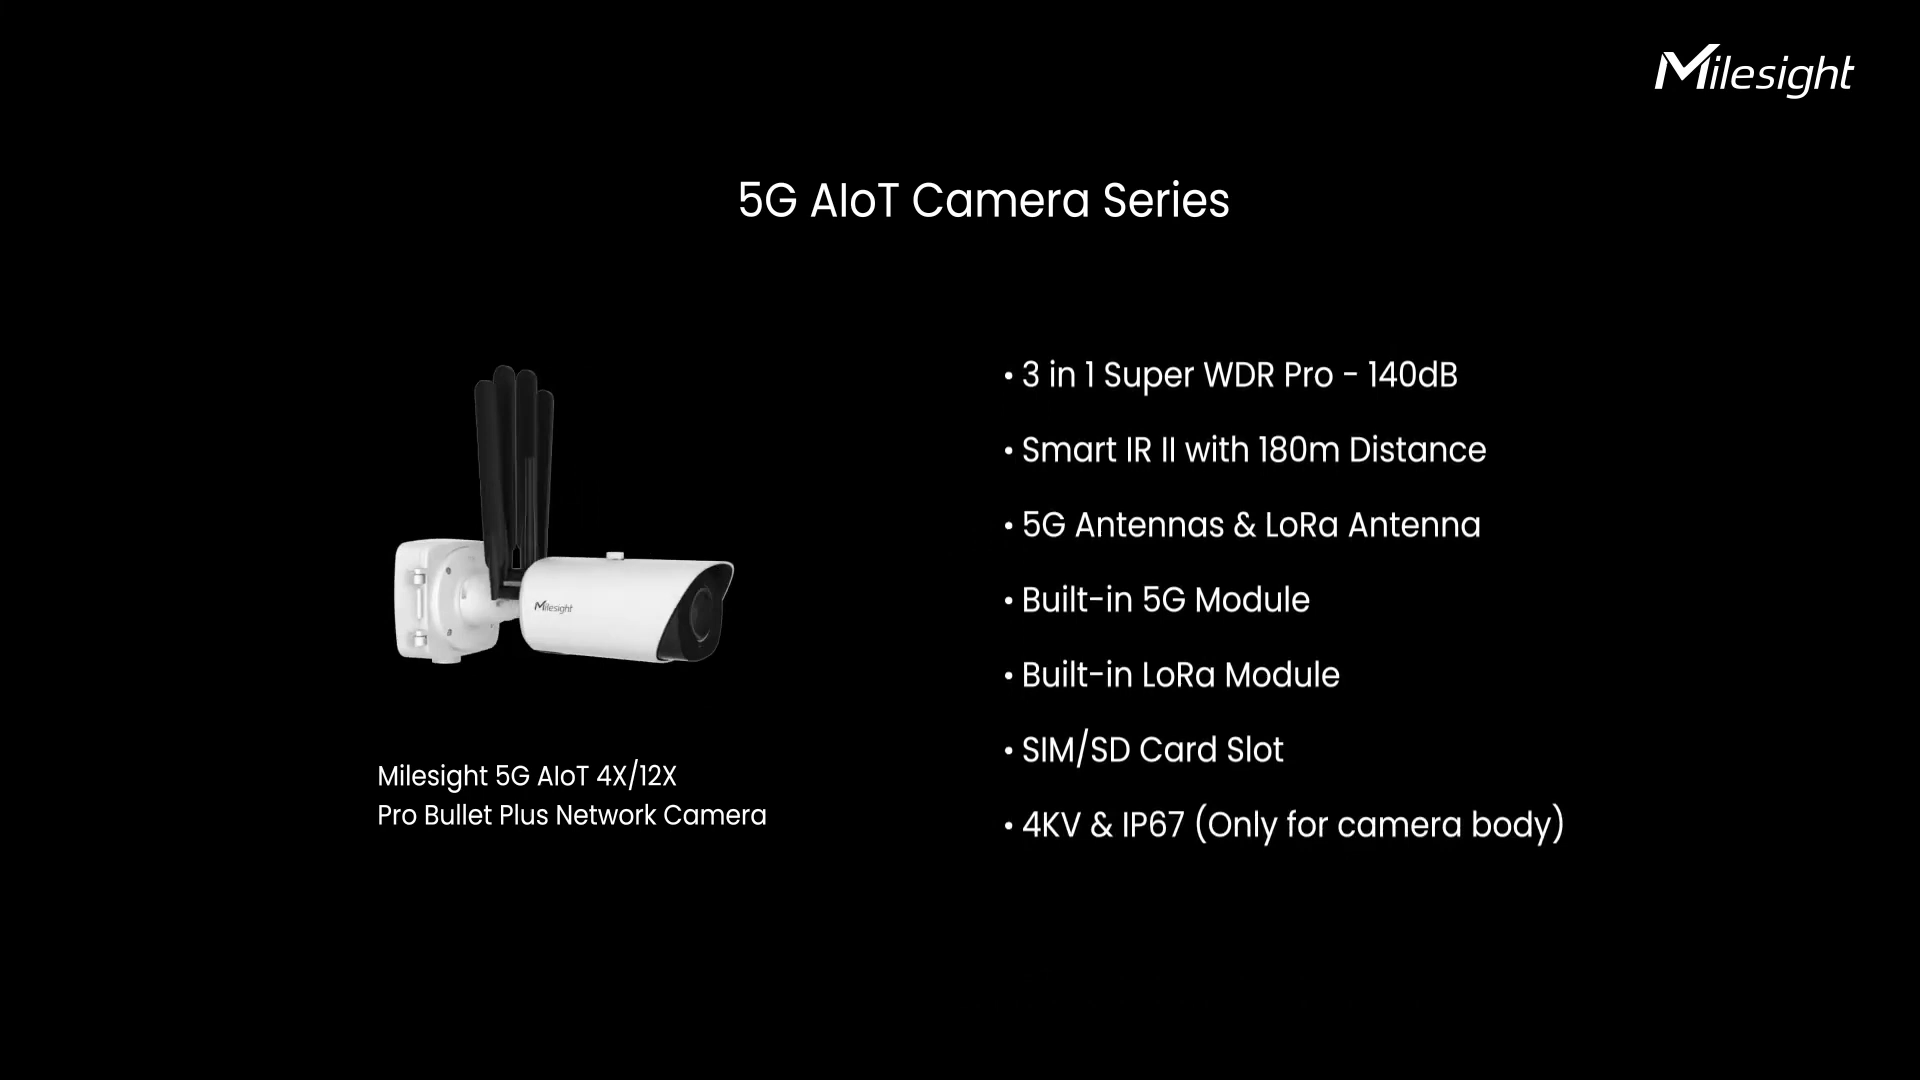 Milesight
5G AIoT Camera Series
• 3 in 1 Super WDR Pro - 140dB
• Smart IR II with 180m Distance
• 5G Antennas & LoRa Antenna
• Built-in 5G Module
• Built-in LoRa Module
• SIM/SD Card Slot
• 4KV & IP67 (Only for camera body)
Milesight
Milesight 5G AIoT 4X/12X
Pro Bullet Plus Network Camera